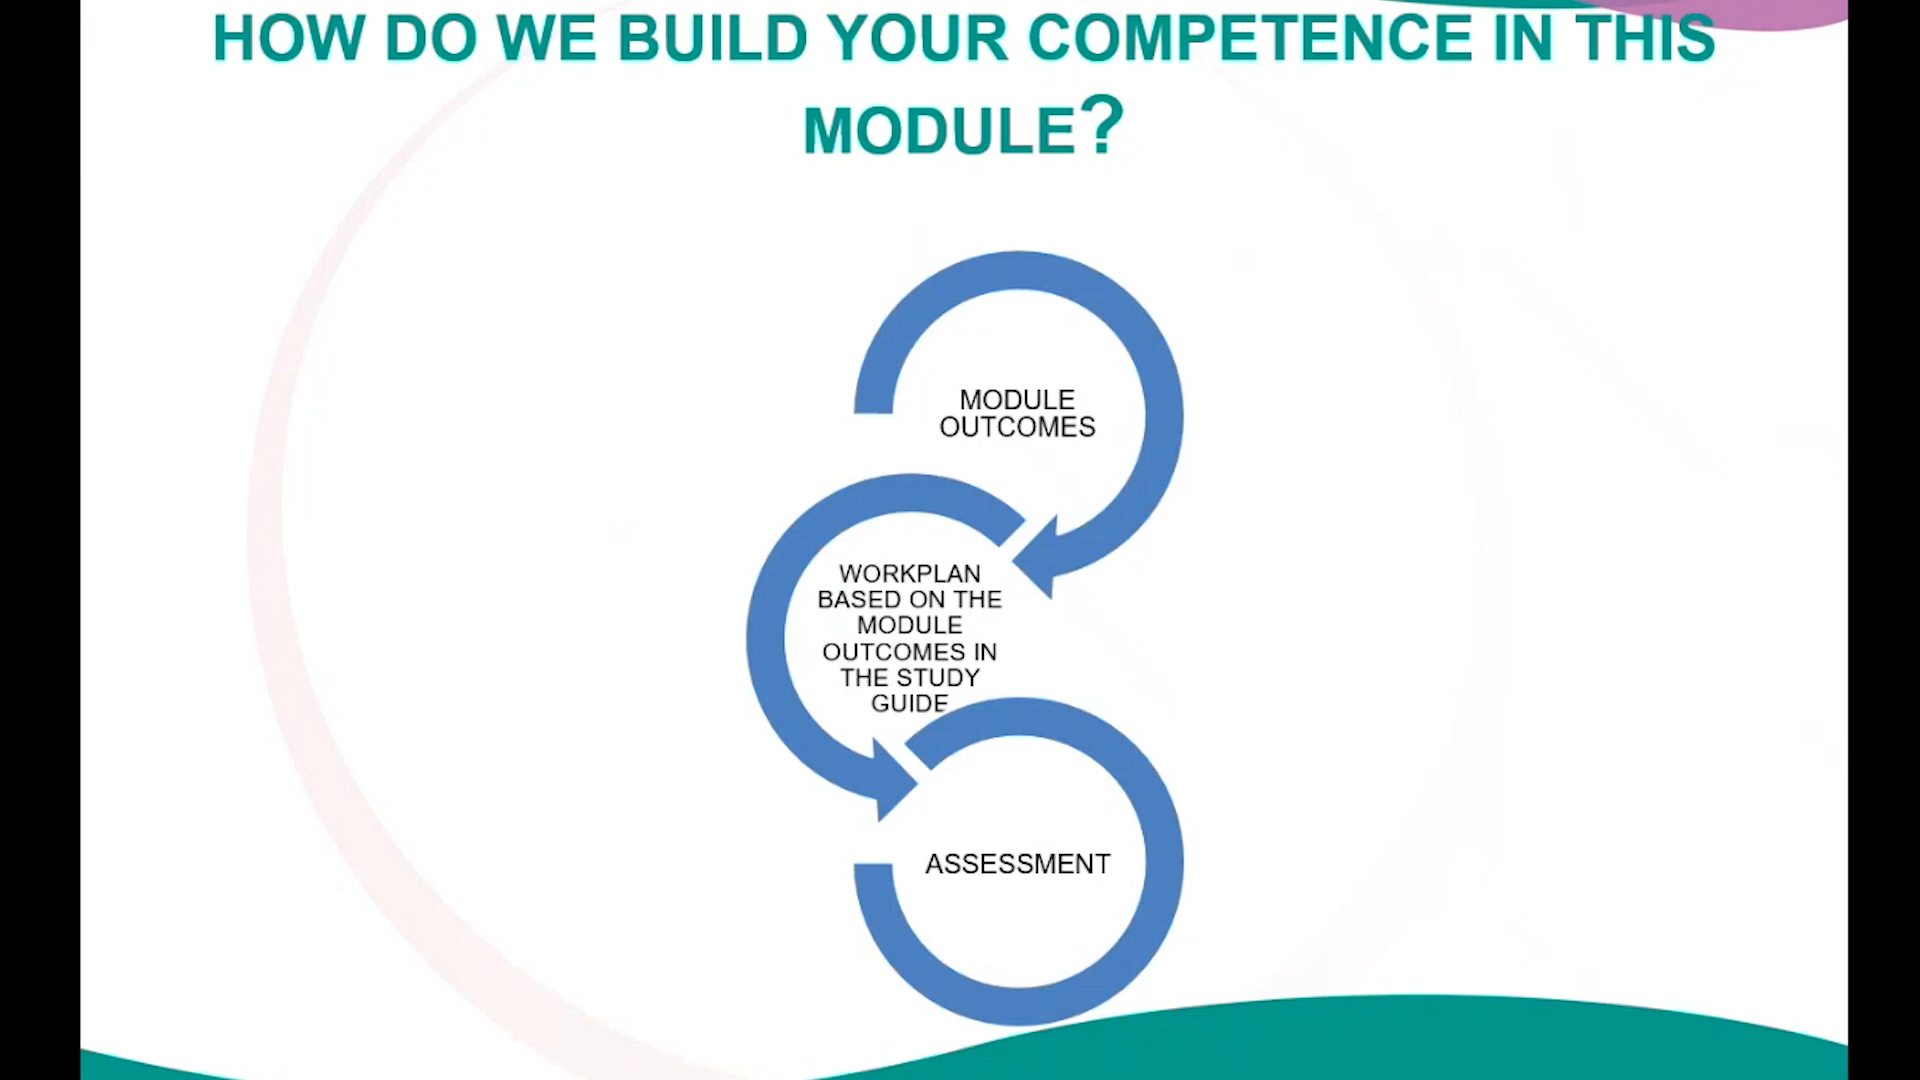 HOW DO WE BUILD YOUR COMPETENCE IN THIS
MODULE?
MODULE
OUTCOMES
WORKPLAN
BASED ON THE
MODULE
OUTCOMES IN
THE STUDY
GUIDE
ASSESSMENT